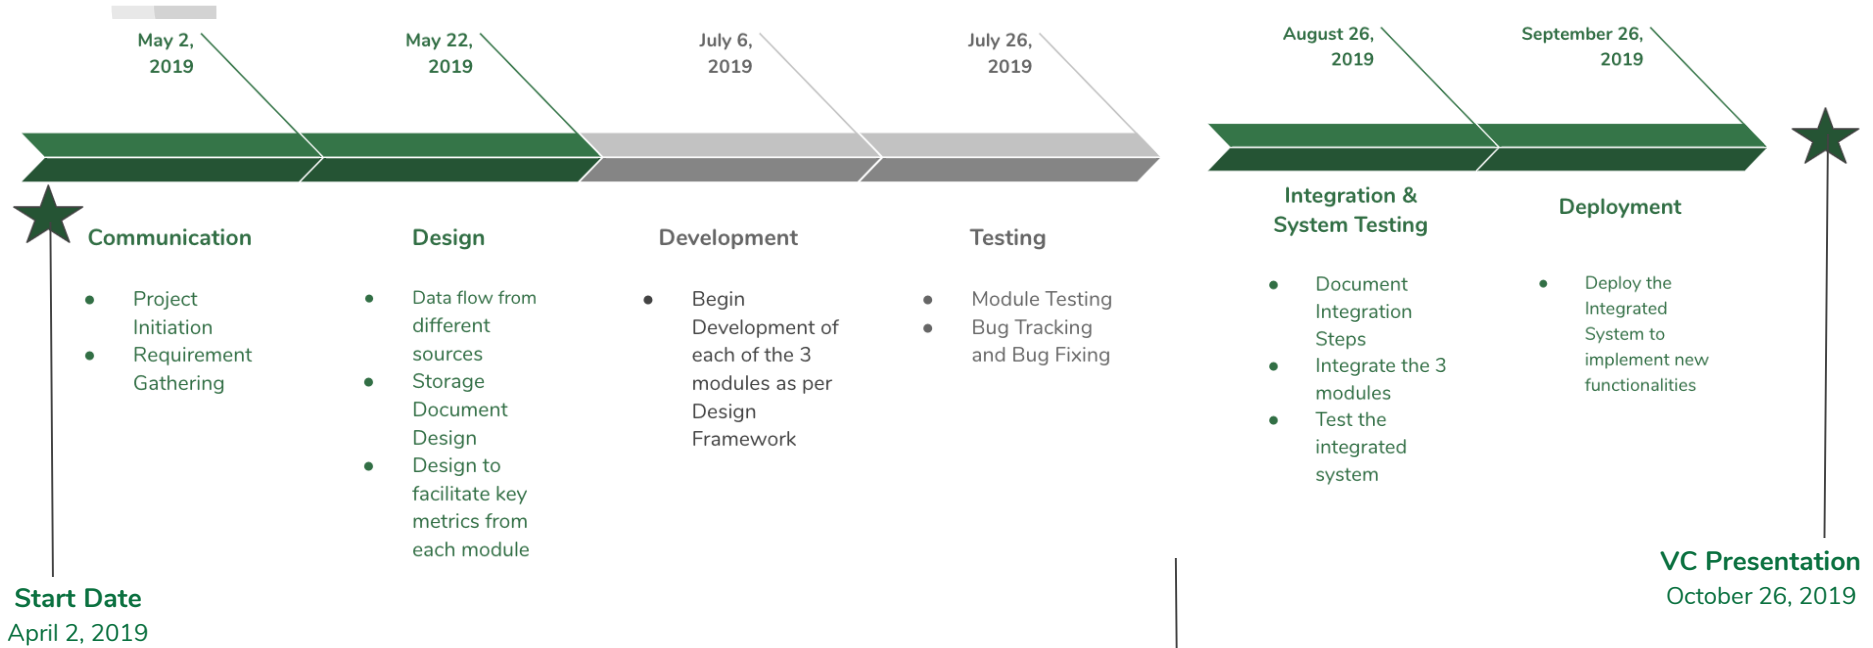 May 2,
2019
May 22,
2019
July 6,
2019
July 26,
2019
August 26,
2019
September 26,
2019
Communication
● Project
Initiation
● Requirement
Gathering
Design
● Data flow from
different
sources
● Storage
Document
Design
● Design to
facilitate key
metrics from
each module
Development
● Begin
Development of
each of the 3
modules as per
Design
Framework
Testing
● Module Testing
● Bug Tracking
and Bug Fixing
Integration &
System Testing
● Document
Integration
Steps
● Integrate the 3
modules
● Test the
integrated
system
Deployment
● Deploy the
Integrated
System to
implement new
functionalities
Start Date
April 2, 2019
VC Presentation
October 26, 2019